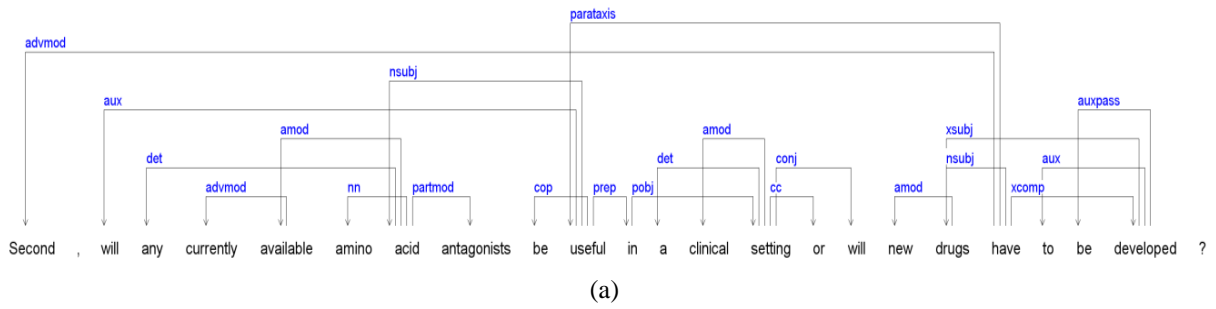 parataxis
advmod
nsubj
aux auxpass
amod amod xsubj
det det conj nsubj aux
advmod nn partmod cop prep pobj cc amod xcomp
Second , will any currently available amino acid antagonists be useful in a clinical setting or will new drugs have to be developed ?
(a)